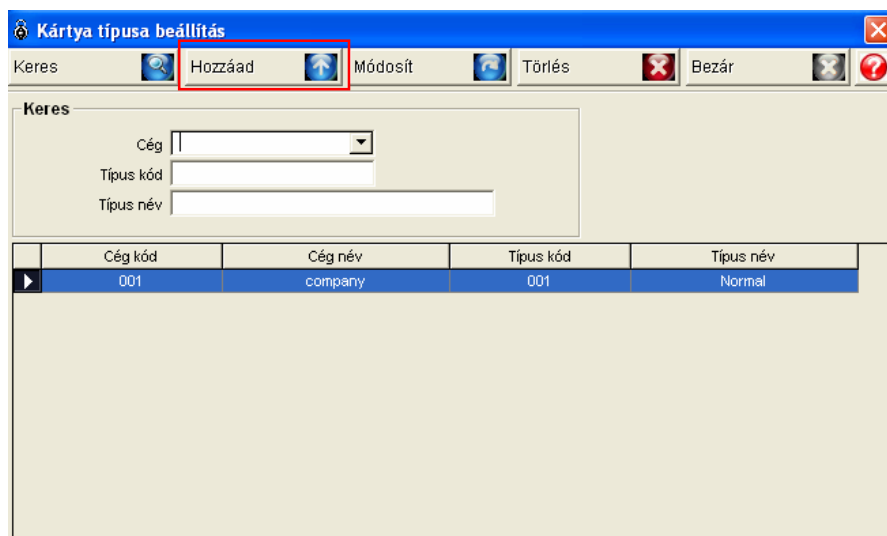 Kártya típusa beállítás
Keres Hozzáad Módosít Törlés Bezár ?
Keres
Cég
Típus kód
Típus név
Cég kód Cég név Típus kód Típus név
001 company 001 Normal